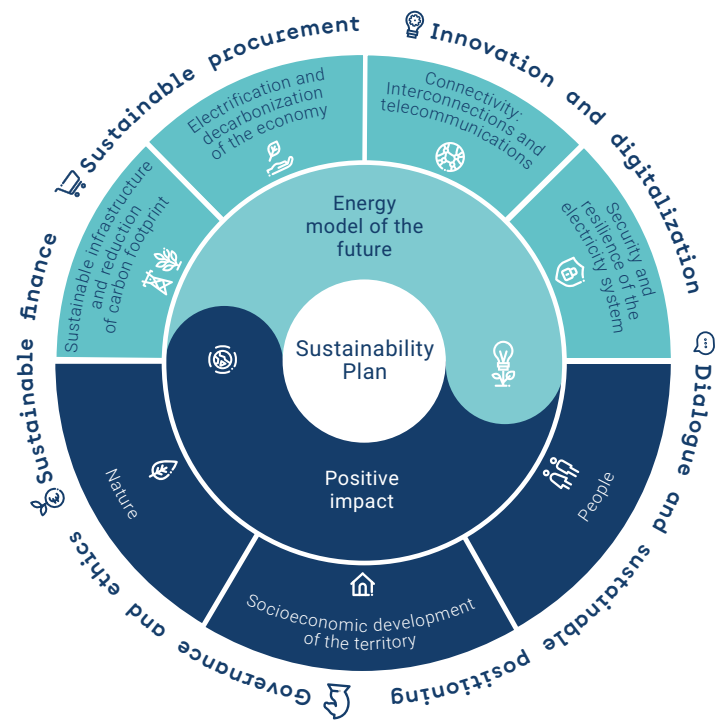 Sustainable procurement
Innovation and digitalization
Dialogue and sustainable positioning
Governance and ethics
Sustainable finance
Electrification and
decarbonization
of the economy
Connectivity:
Interconnections and
telecommunications
Security and
resilience of the
electricity system
Sustainable infrastructure
and reduction
of carbon footprint
Energy
model of the
future
Sustainability
Plan
Positive
impact
Nature
Socioeconomic development
of the territory
People